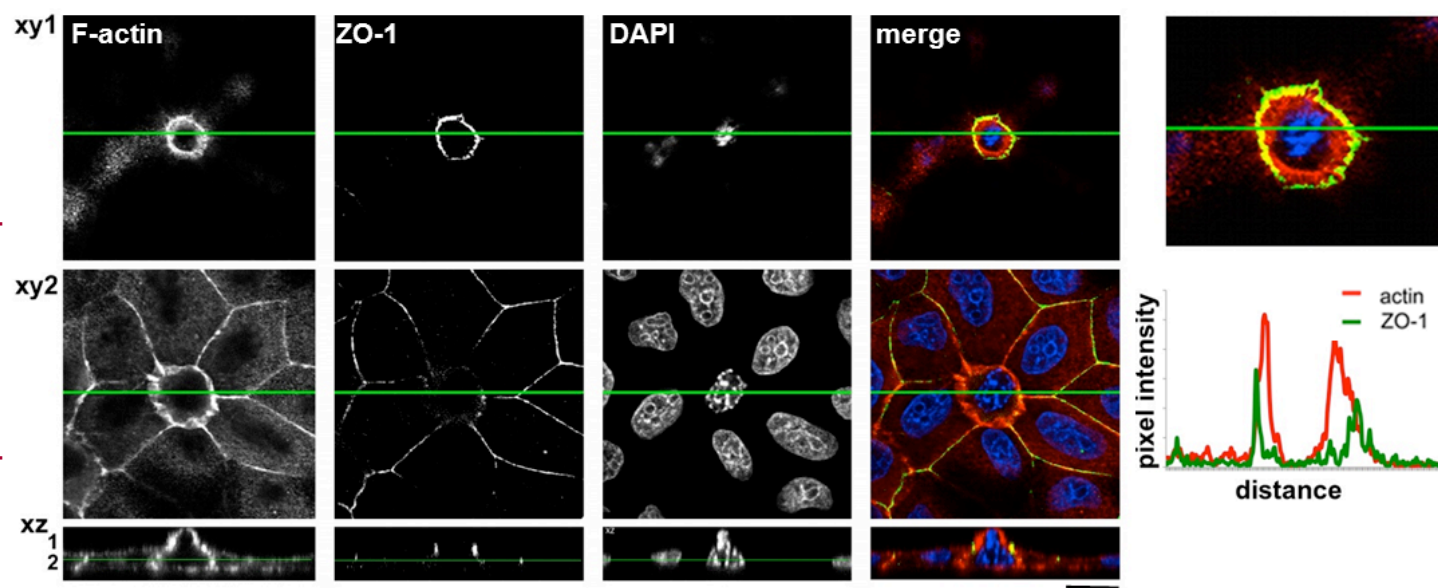 xy1
F-actin
ZO-1
DAPI
merge
xy2
actin
ZO-1
pixel intensity
distance
xz
1
2
xz